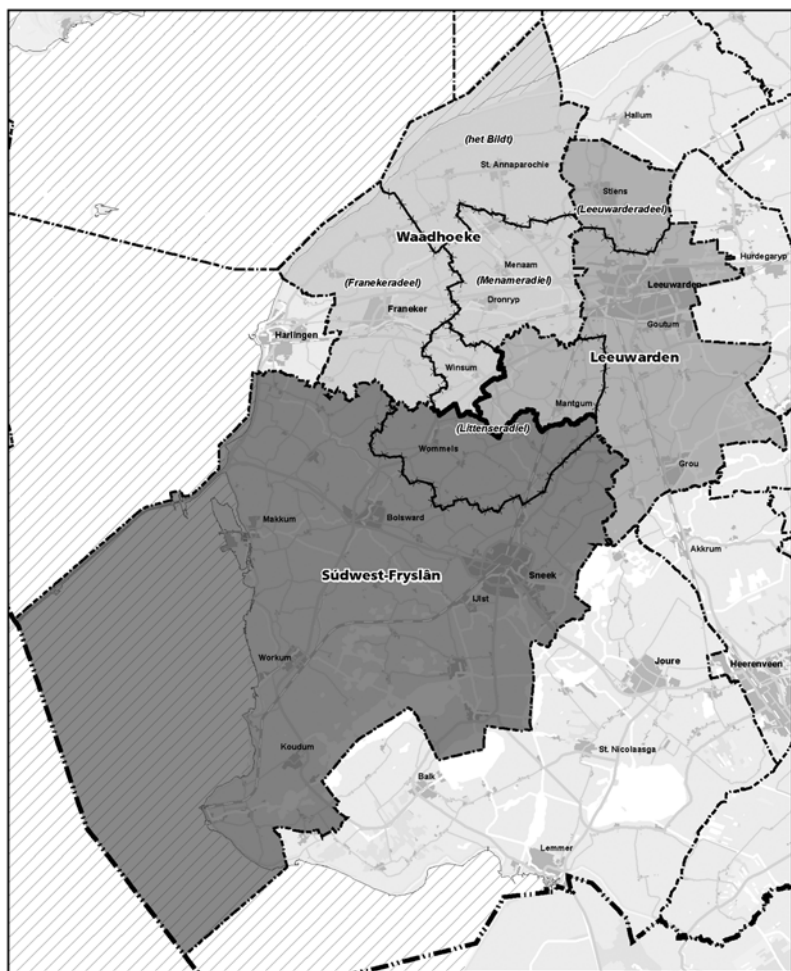 Hallum
(het Bildt)
St. Annaparochie
Stiens
(Leeuwarderadeel)
Waadhoeke
Hurdegaryp
Menaam
(Franekeradeel)
(Menameradiel)
Leeuwarden
Dronryp
Franeker
Goutum
Harlingen
Leeuwarden
Winsum
Mantgum
(Littenseradiel)
Wommels
Grou
Makkum
Bolsward
Akkrum
Súdwest-Fryslân
Sneek
IJlst
Workum
Joure
Heerenveen
Koudum
St. Nicolaasga
Balk
Lemmer